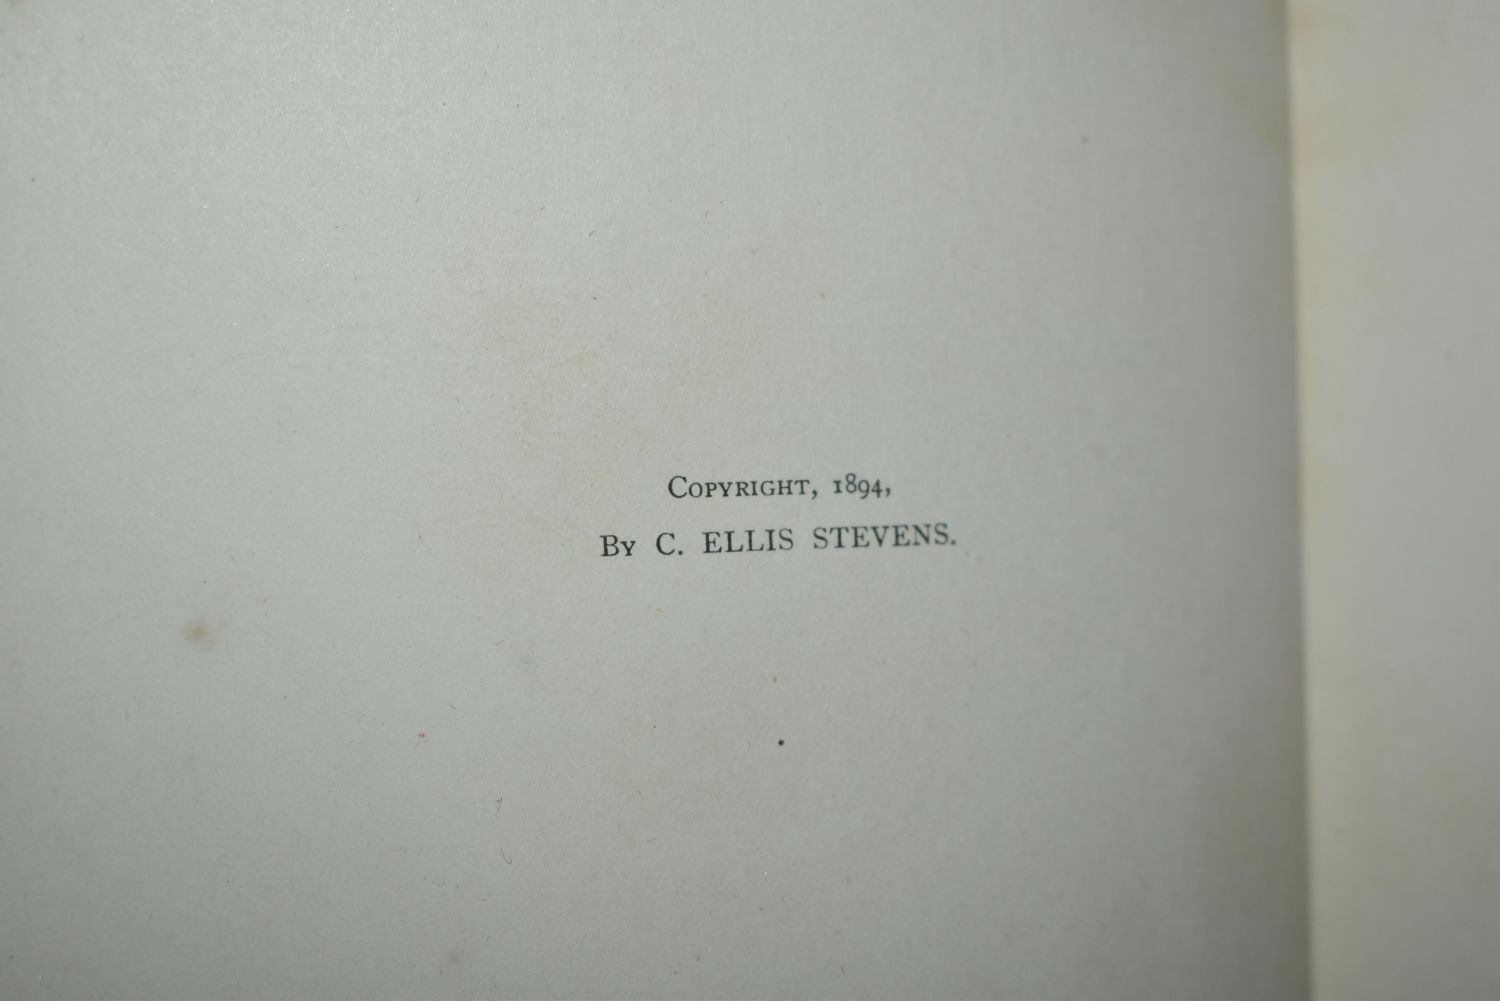 Copyright, 1894,
By C. ELLIS STEVENS.